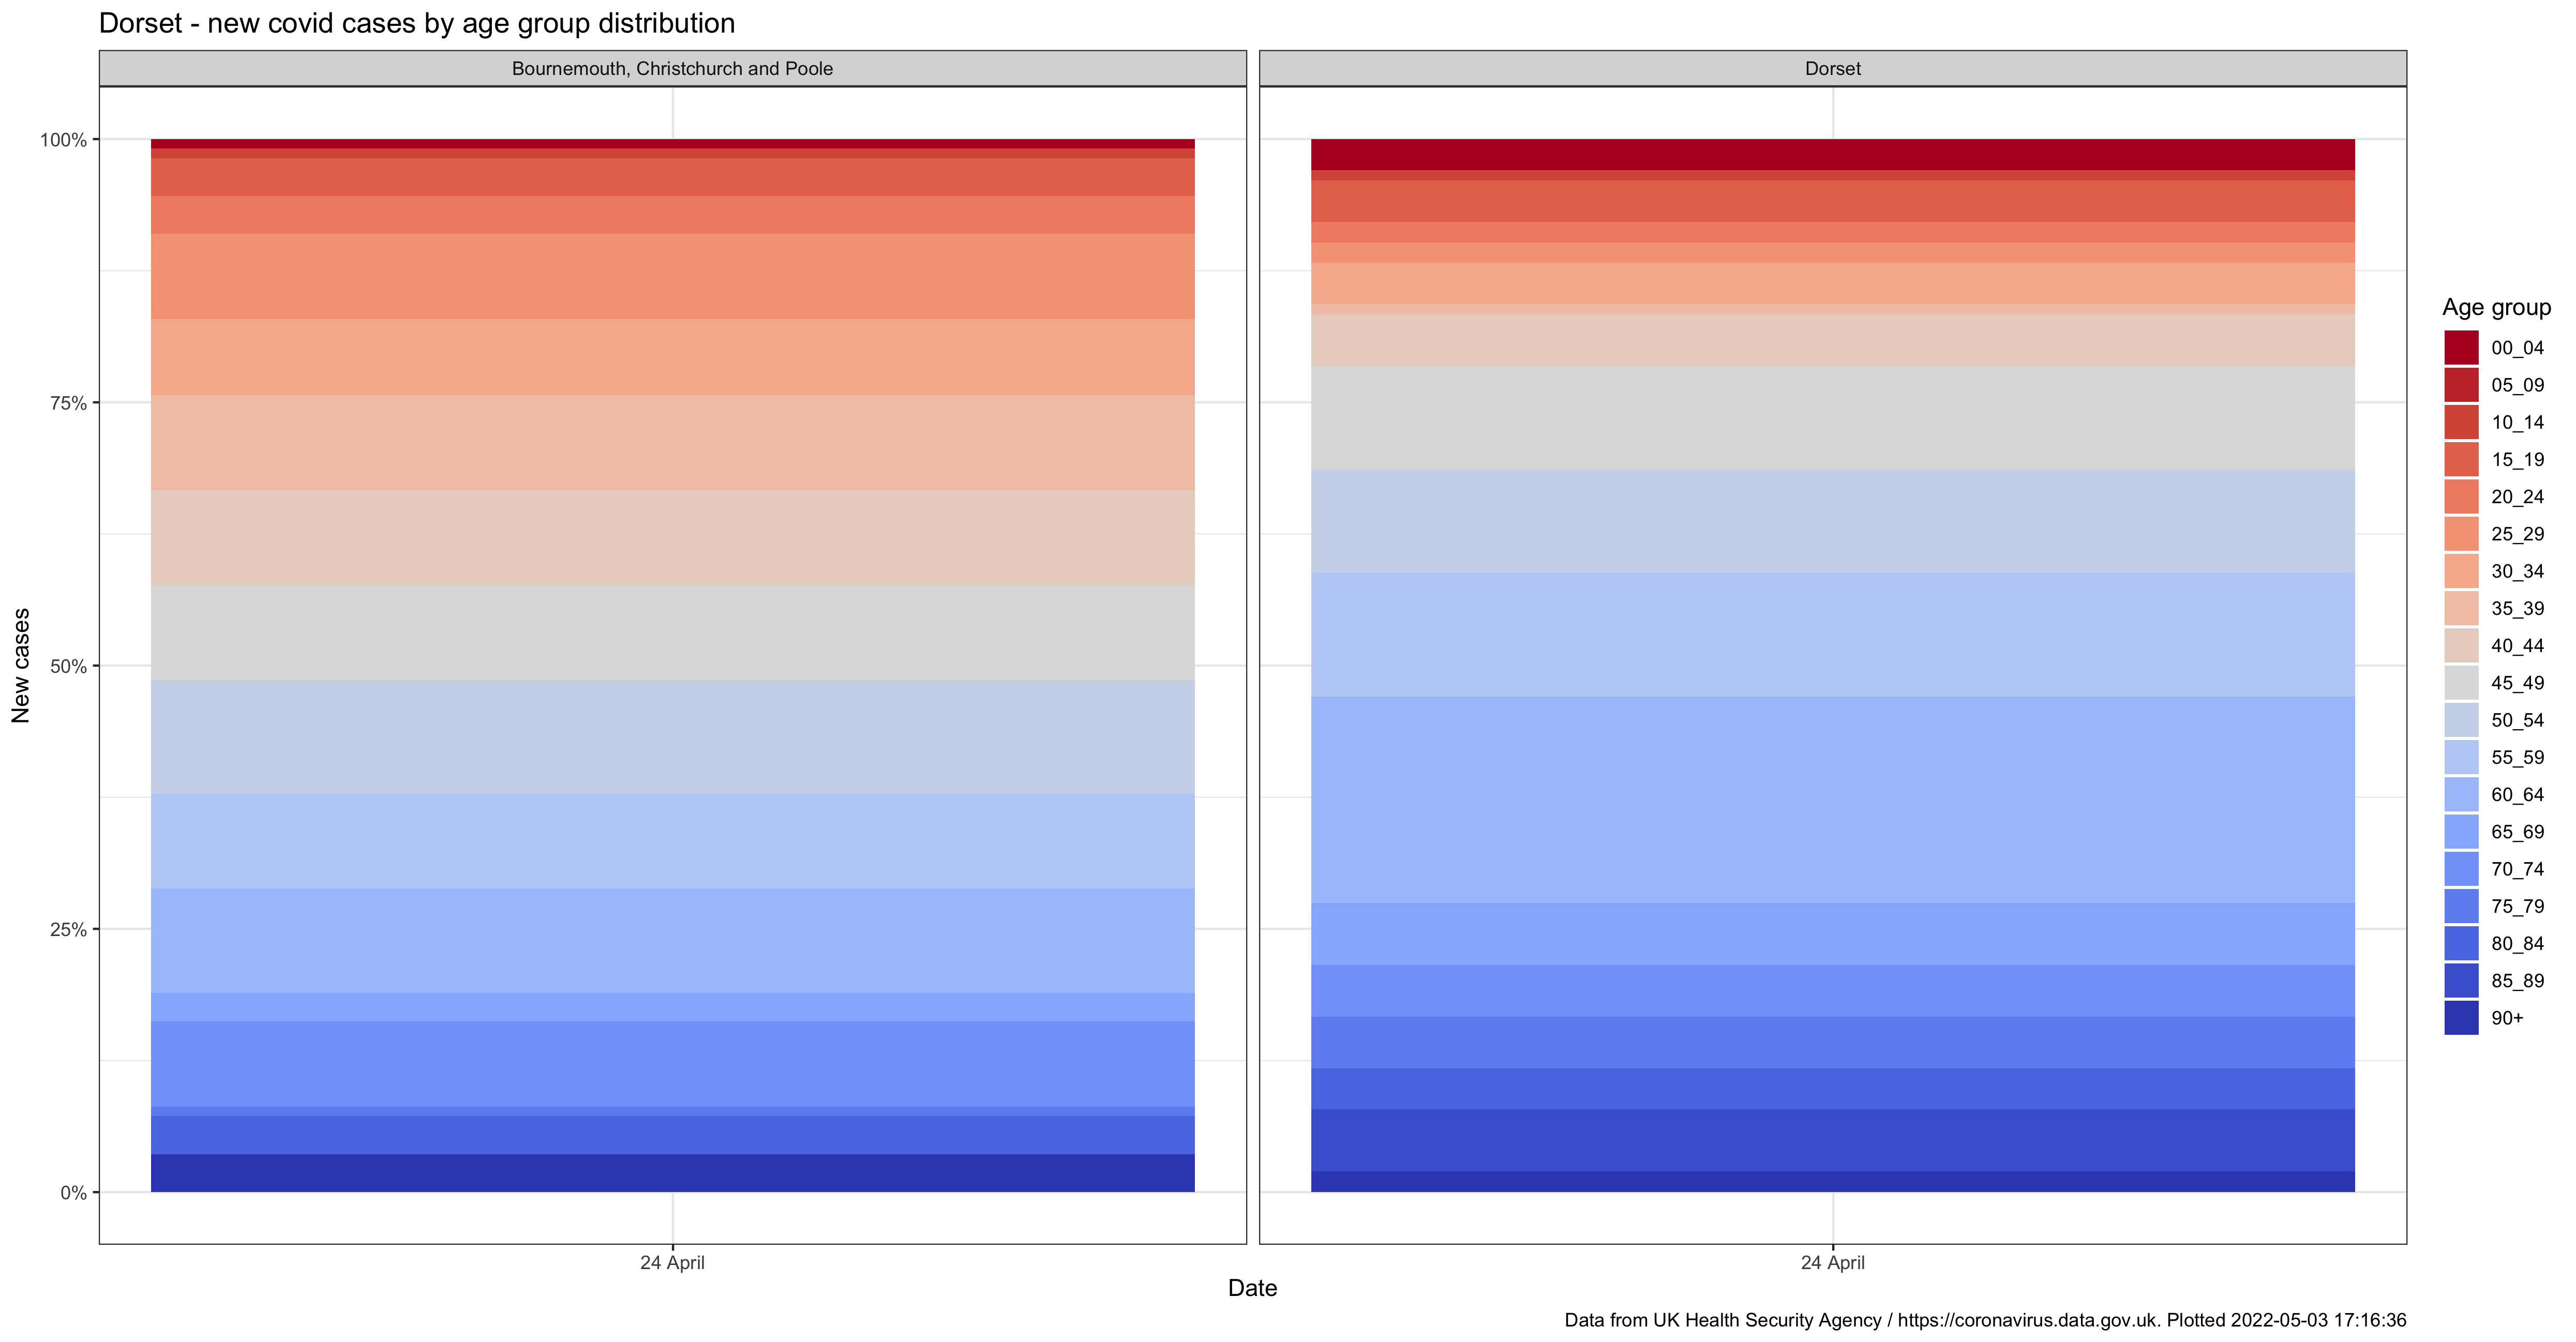 Dorset - new covid cases by age group distribution
Bournemouth, Christchurch and Poole
Dorset
100%
75%
50%
25%
0%
New cases
24 April
24 April
Date
Age group
00_04
05_09
10_14
15_19
20_24
25_29
30_34
35_39
40_44
45_49
50_54
55_59
60_64
65_69
70_74
75_79
80_84
85_89
90+
Data from UK Health Security Agency / https://coronavirus.data.gov.uk. Plotted 2022-05-03 17:16:36